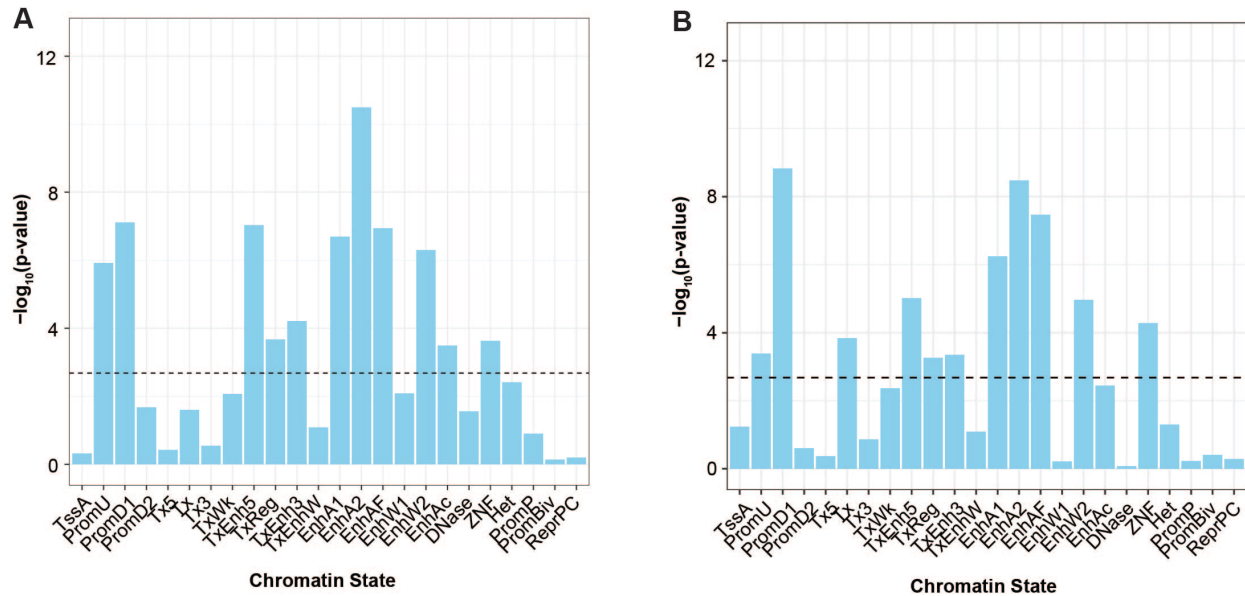 A
−log₁₀(p-value)
12
8
4
0
TssA
PromU
PromD1
PromD2
Tx5
Tx
Tx3
TxWk
TxEnh5
TxReg
TxEnh3
TxEnhW
EnhA1
EnhA2
EnhAF
EnhW1
EnhW2
EnhAc
DNase
ZNF
Het
PromP
PromBiv
ReprPC
Chromatin State
B
−log₁₀(p-value)
12
8
4
0
TssA
PromU
PromD1
PromD2
Tx5
Tx
Tx3
TxWk
TxEnh5
TxReg
TxEnh3
TxEnhW
EnhA1
EnhA2
EnhAF
EnhW1
EnhW2
EnhAc
DNase
ZNF
Het
PromP
PromBiv
ReprPC
Chromatin State